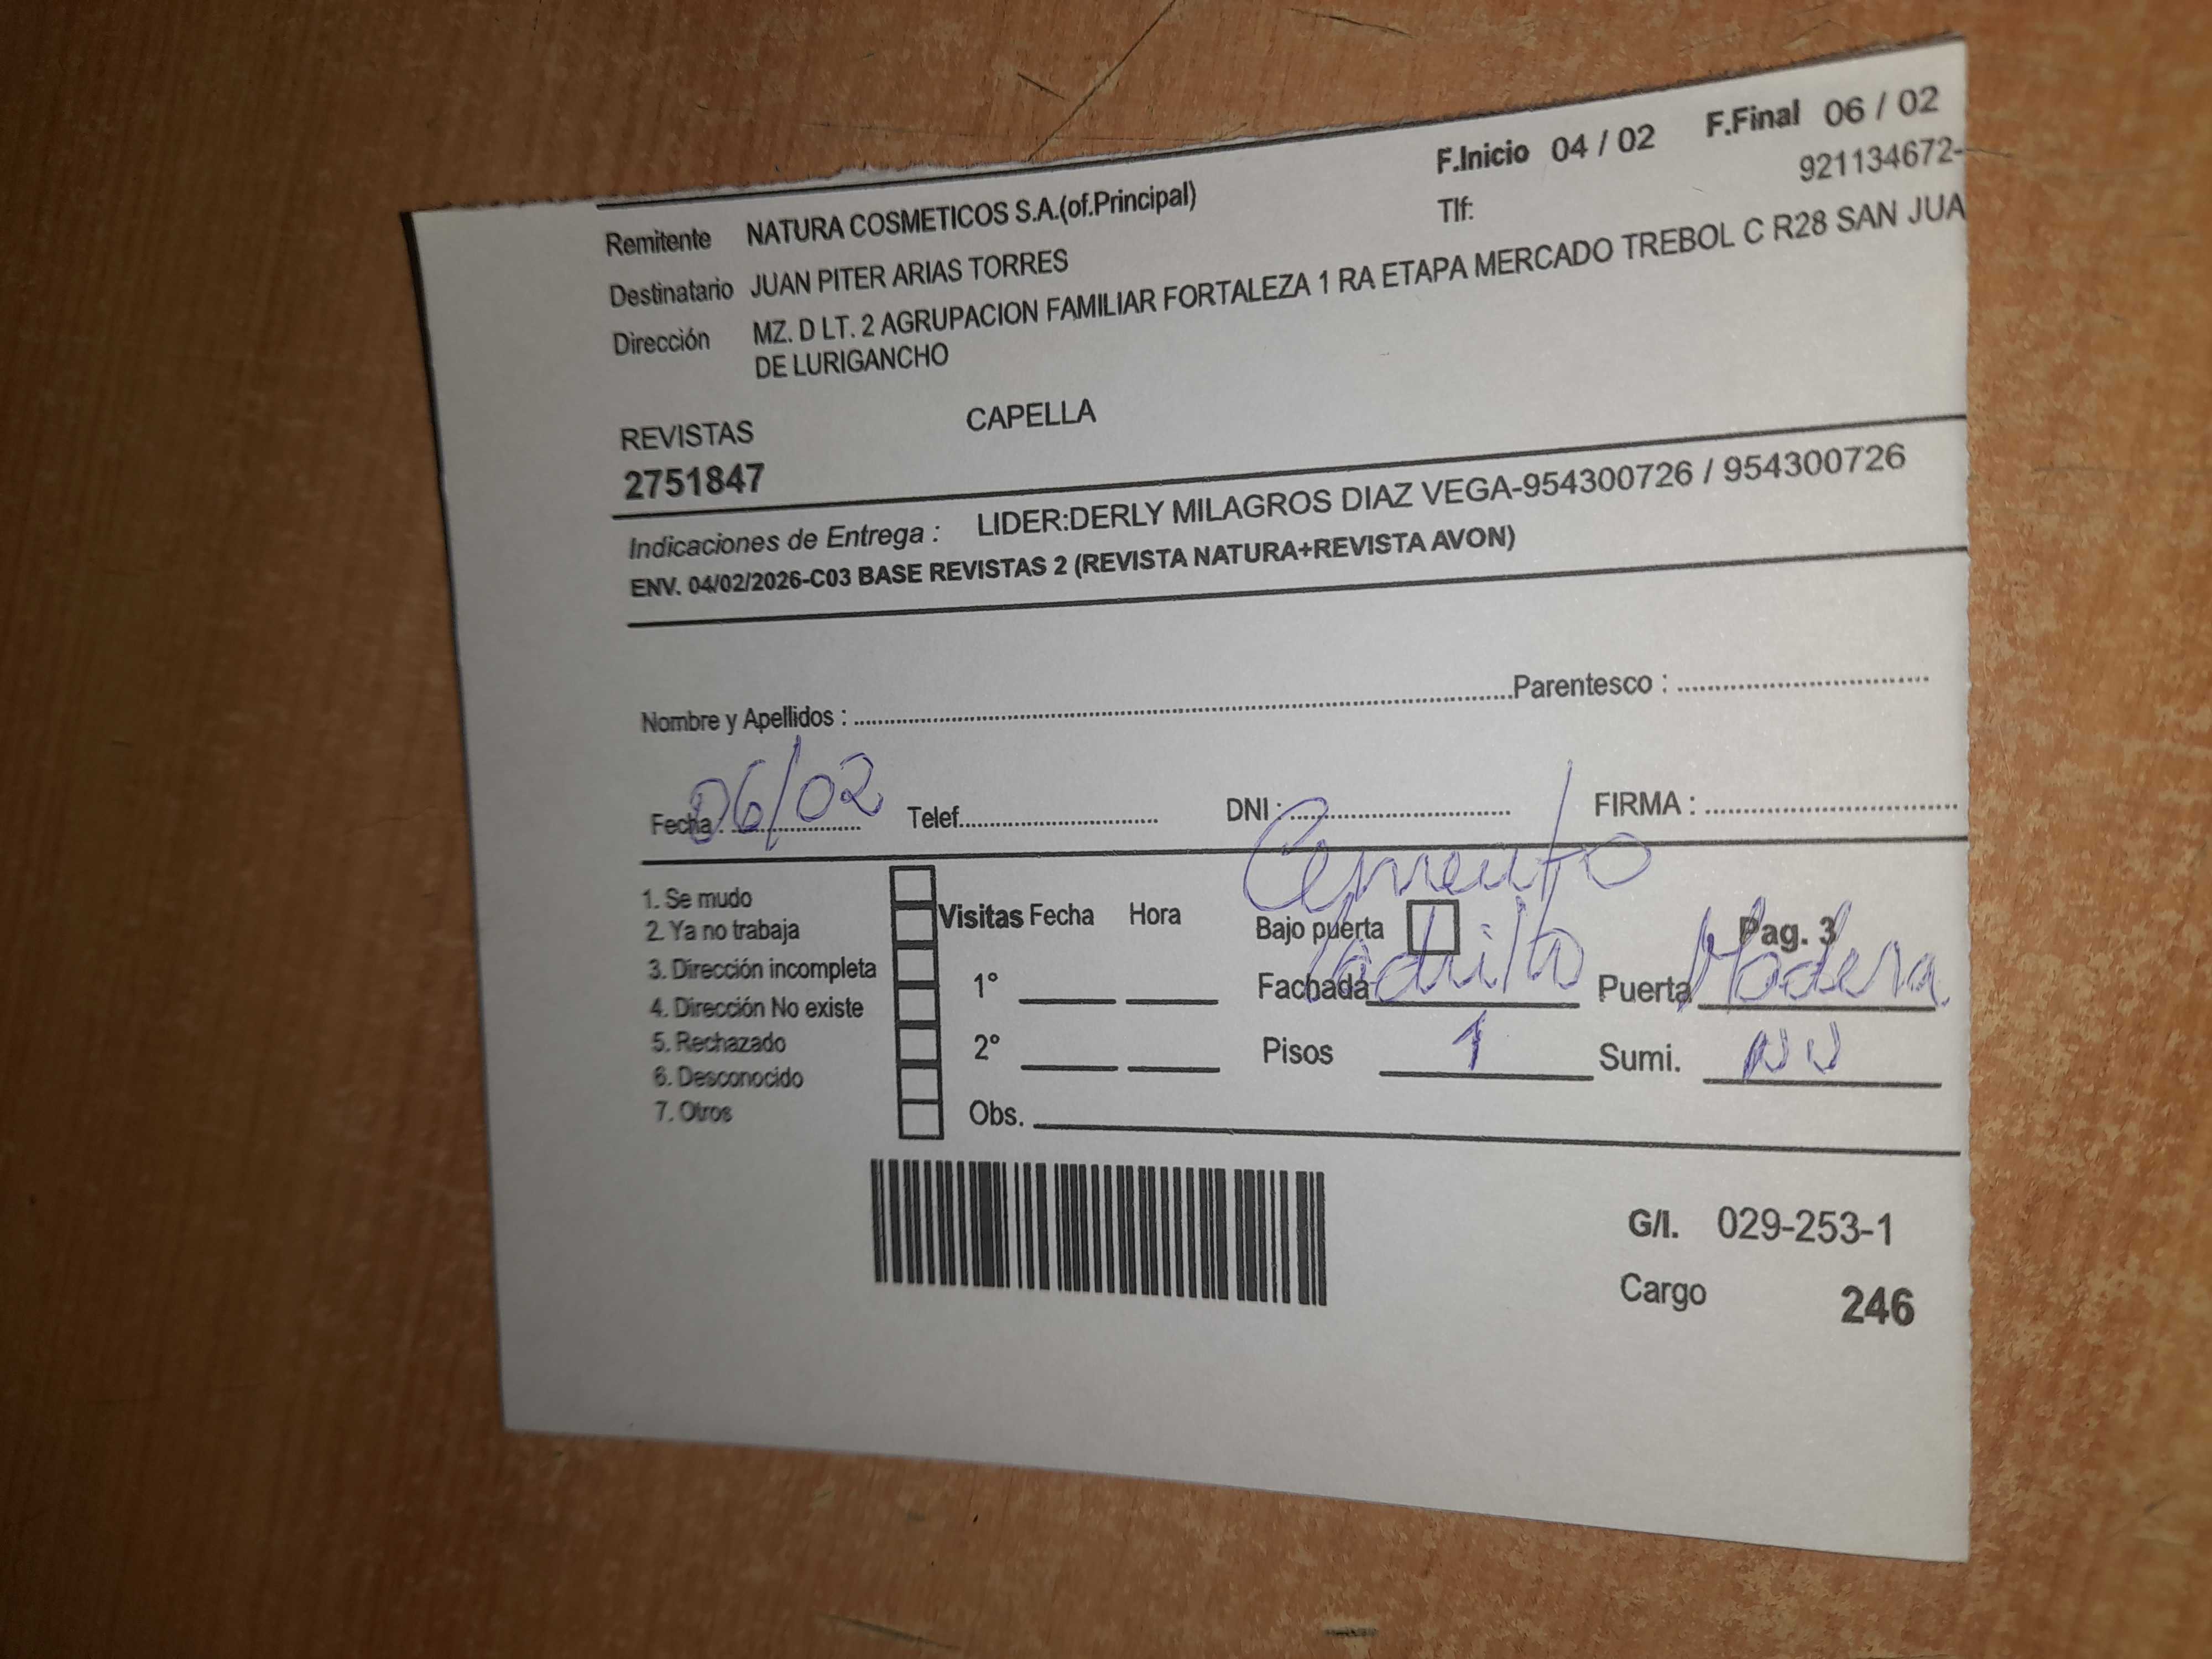 F.Inicio 04 / 02 F.Final 06 / 02
Remitente NATURA COSMETICOS S.A.(of.Principal) Tlf: 921134672-
Destinatario JUAN PITER ARIAS TORRES
Dirección MZ. D LT. 2 AGRUPACION FAMILIAR FORTALEZA 1 RA ETAPA MERCADO TREBOL C R28 SAN JUA
DE LURIGANCHO
REVISTAS CAPELLA
2751847
Indicaciones de Entrega : LIDER:DERLY MILAGROS DIAZ VEGA-954300726 / 954300726
ENV. 04/02/2026-C03 BASE REVISTAS 2 (REVISTA NATURA+REVISTA AVON)
Nombre y Apellidos : Parentesco :
Fecha : 06/02 Telef. DNI : FIRMA :
Cemento
1. Se mudo
2. Ya no trabaja
3. Dirección incompleta
4. Dirección No existe
5. Rechazado
6. Desconocido
7. Otros
Visitas Fecha Hora
1°
2°
Obs.
Bajo puerta Pag. 3
Fachada ladrillo Puerta Madera
Pisos 1 Sumi.
G/I. 029-253-1
Cargo 246